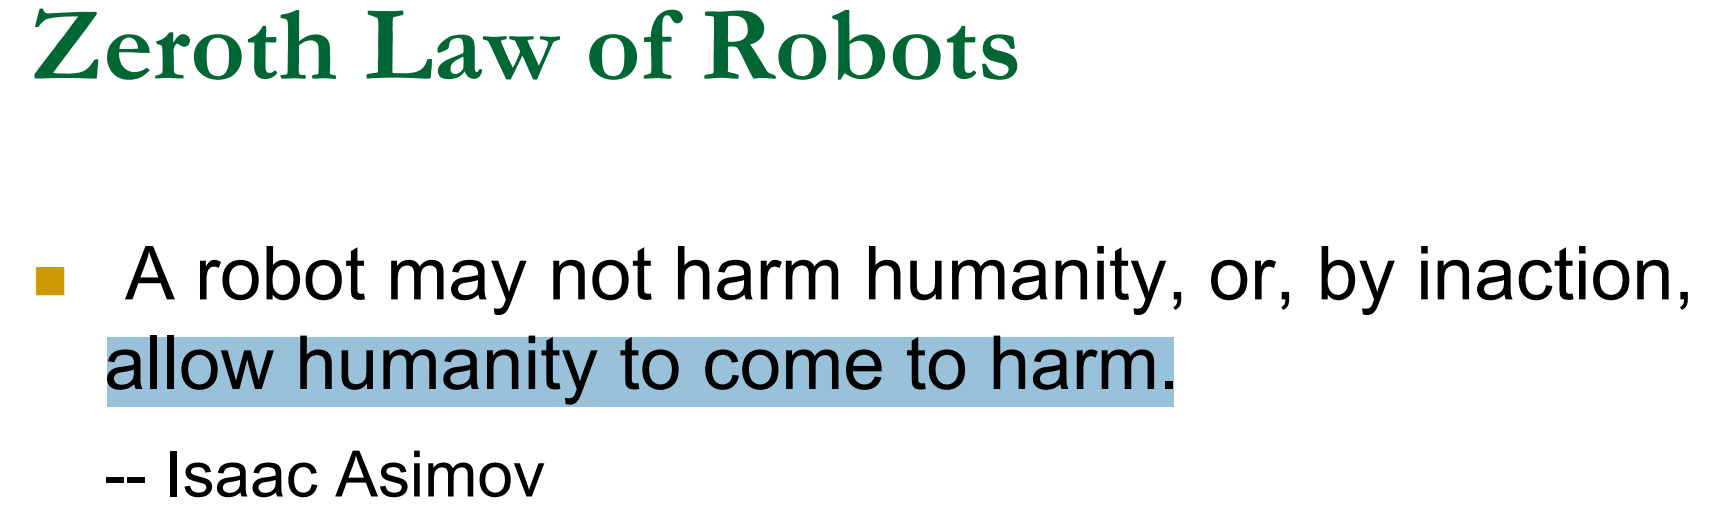 Zeroth Law of Robots
A robot may not harm humanity, or, by inaction,
allow humanity to come to harm.
-- Isaac Asimov